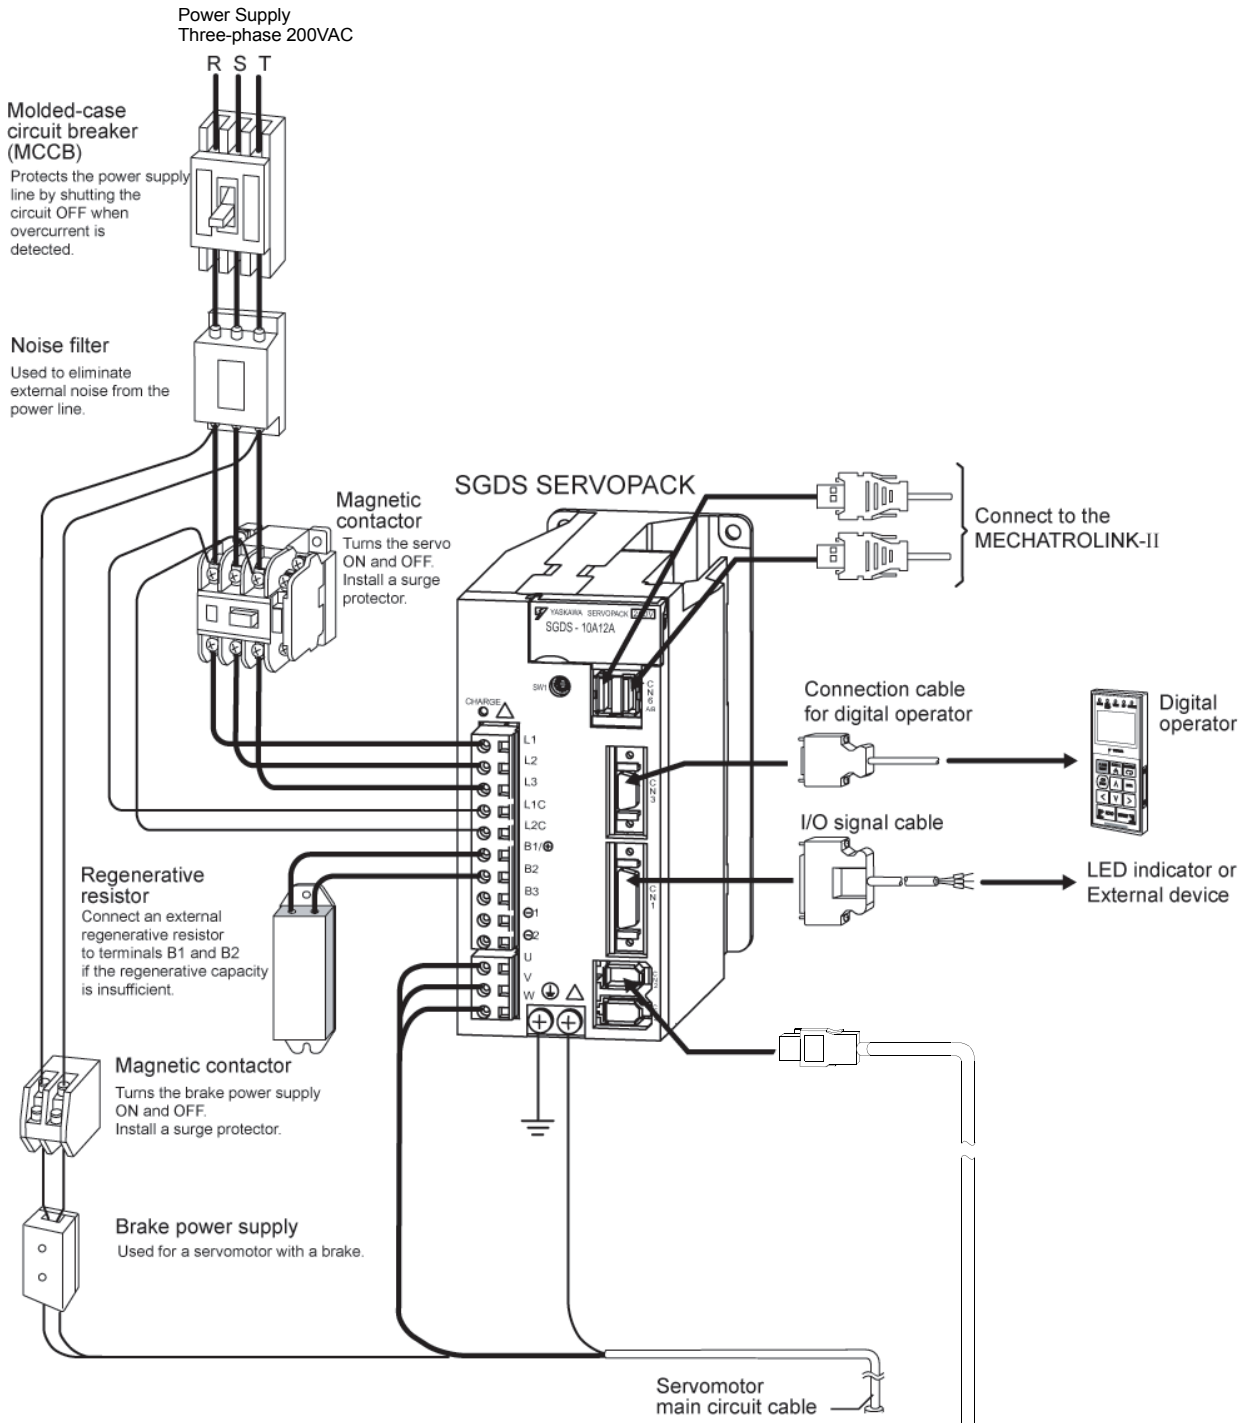 Power Supply
Three-phase 200VAC
R S T
Molded-case
circuit breaker
(MCCB)
Protects the power supply
line by shutting the
circuit OFF when
overcurrent is
detected.
Noise filter
Used to eliminate
external noise from the
power line.
Magnetic
contactor
Turns the servo
ON and OFF.
Install a surge
protector.
SGDS SERVOPACK
Connect to the
MECHATROLINK-II
YASKAWA SERVOPACK 200V
SGDS - 10A12A
SW1
CN6
A/B
CHARGE
L1
L2
L3
L1C
L2C
B1/⊕
B2
B3
⊖1
⊖2
U
V
W
CN3
CN1
Connection cable
for digital operator
Digital
operator
I/O signal cable
LED indicator or
External device
Regenerative
resistor
Connect an external
regenerative resistor
to terminals B1 and B2
if the regenerative capacity
is insufficient.
Magnetic contactor
Turns the brake power supply
ON and OFF.
Install a surge protector.
Brake power supply
Used for a servomotor with a brake.
Servomotor
main circuit cable